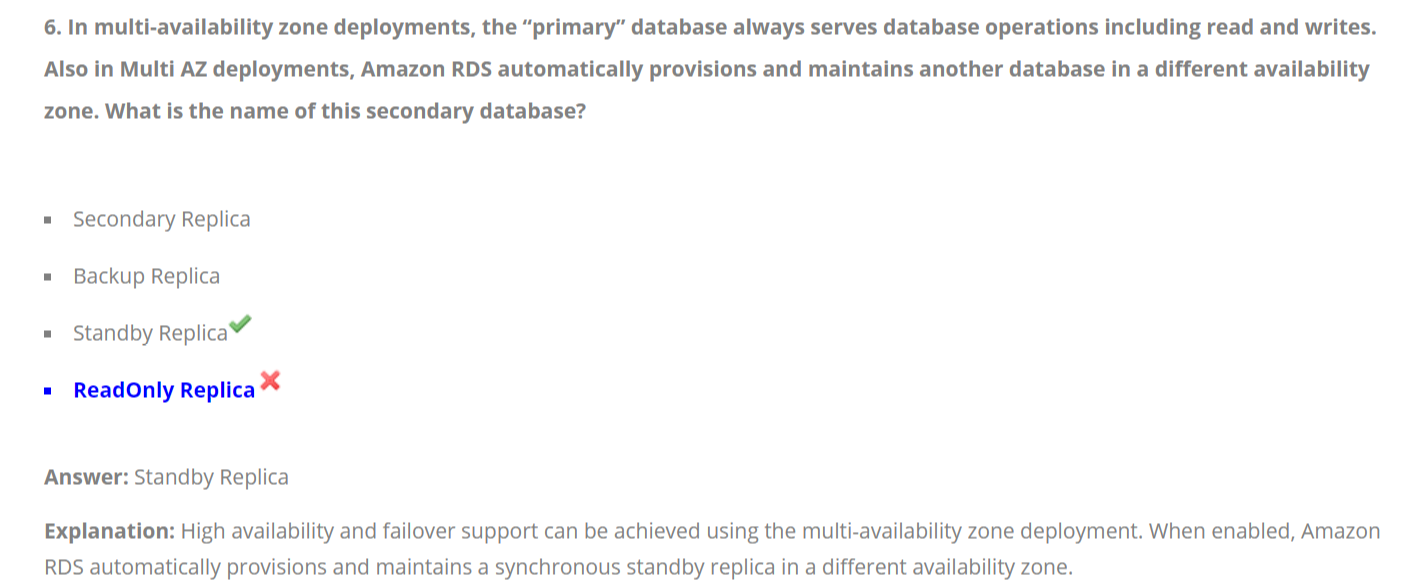 6. In multi-availability zone deployments, the “primary” database always serves database operations including read and writes.
Also in Multi AZ deployments, Amazon RDS automatically provisions and maintains another database in a different availability
zone. What is the name of this secondary database?
Secondary Replica
Backup Replica
Standby Replica
ReadOnly Replica
Answer: Standby Replica
Explanation: High availability and failover support can be achieved using the multi-availability zone deployment. When enabled, Amazon
RDS automatically provisions and maintains a synchronous standby replica in a different availability zone.